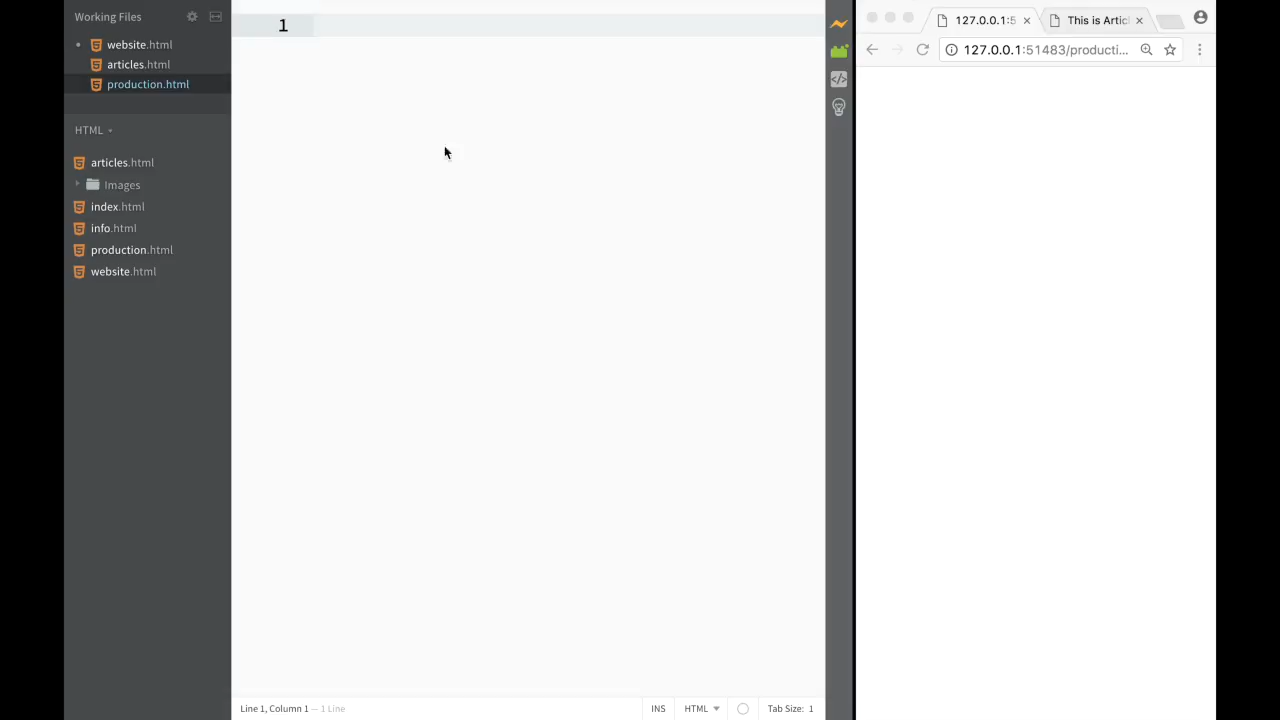 Working Files
website.html
articles.html
production.html
HTML
articles.html
Images
index.html
info.html
production.html
website.html
1
Line 1, Column 1 — 1 Line
INS
HTML
Tab Size: 1
127.0.0.1:5
This is Artic
127.0.0.1:51483/producti...